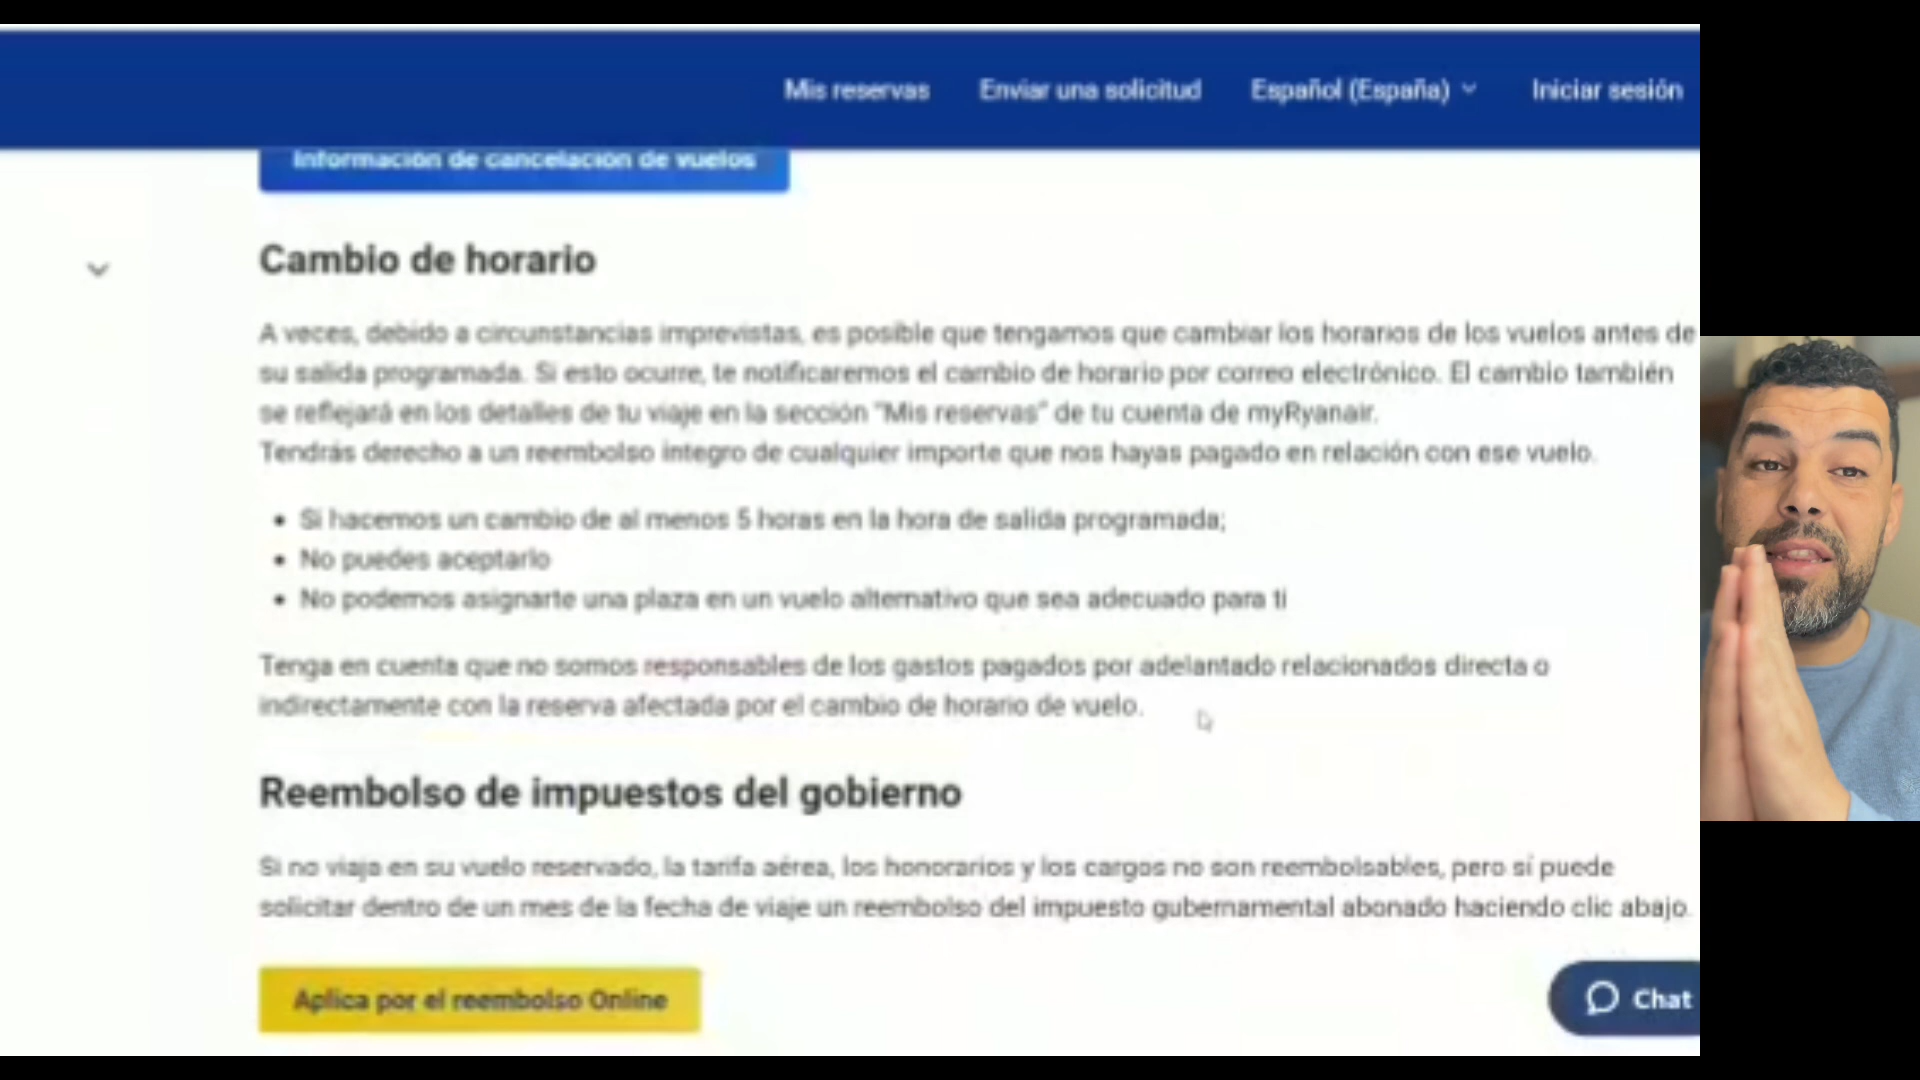 Mis reservas Enviar una solicitud Español (España) Iniciar sesión
Información de cancelación de vuelos
Cambio de horario
A veces, debido a circunstancias imprevistas, es posible que tengamos que cambiar los horarios de los vuelos antes de
su salida programada. Si esto ocurre, te notificaremos el cambio de horario por correo electrónico. El cambio también
se reflejará en los detalles de tu viaje en la sección "Mis reservas" de tu cuenta de myRyanair.
Tendrás derecho a un reembolso íntegro de cualquier importe que nos hayas pagado en relación con ese vuelo.
• Si hacemos un cambio de al menos 5 horas en la hora de salida programada;
• No puedes aceptarlo
• No podemos asignarte una plaza en un vuelo alternativo que sea adecuado para ti
Tenga en cuenta que no somos responsables de los gastos pagados por adelantado relacionados directa o
indirectamente con la reserva afectada por el cambio de horario de vuelo.
Reembolso de impuestos del gobierno
Si no viaja en su vuelo reservado, la tarifa aérea, los honorarios y los cargos no son reembolsables, pero sí puede
solicitar dentro de un mes de la fecha de viaje un reembolso del impuesto gubernamental abonado haciendo clic abajo.
Aplica por el reembolso Online
Chat